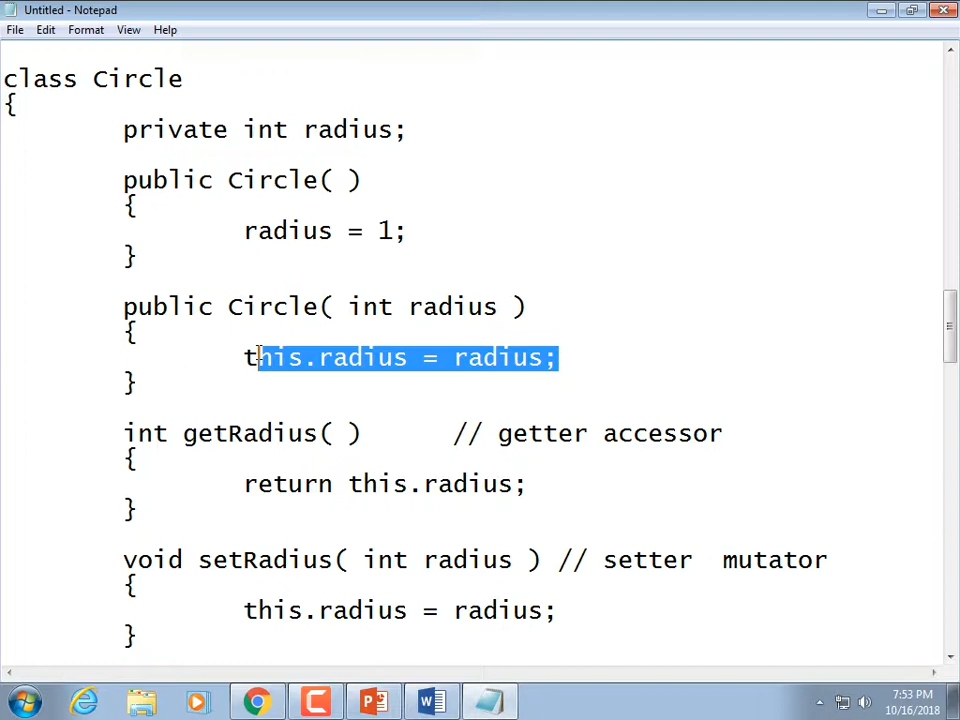 Untitled - Notepad
File Edit Format View Help
class Circle
{
private int radius;
public Circle( )
{
radius = 1;
}
public Circle( int radius )
{
this.radius = radius;
}
int getRadius( ) // getter accessor
{
return this.radius;
}
void setRadius( int radius ) // setter mutator
{
this.radius = radius;
}
7:53 PM
10/16/2018